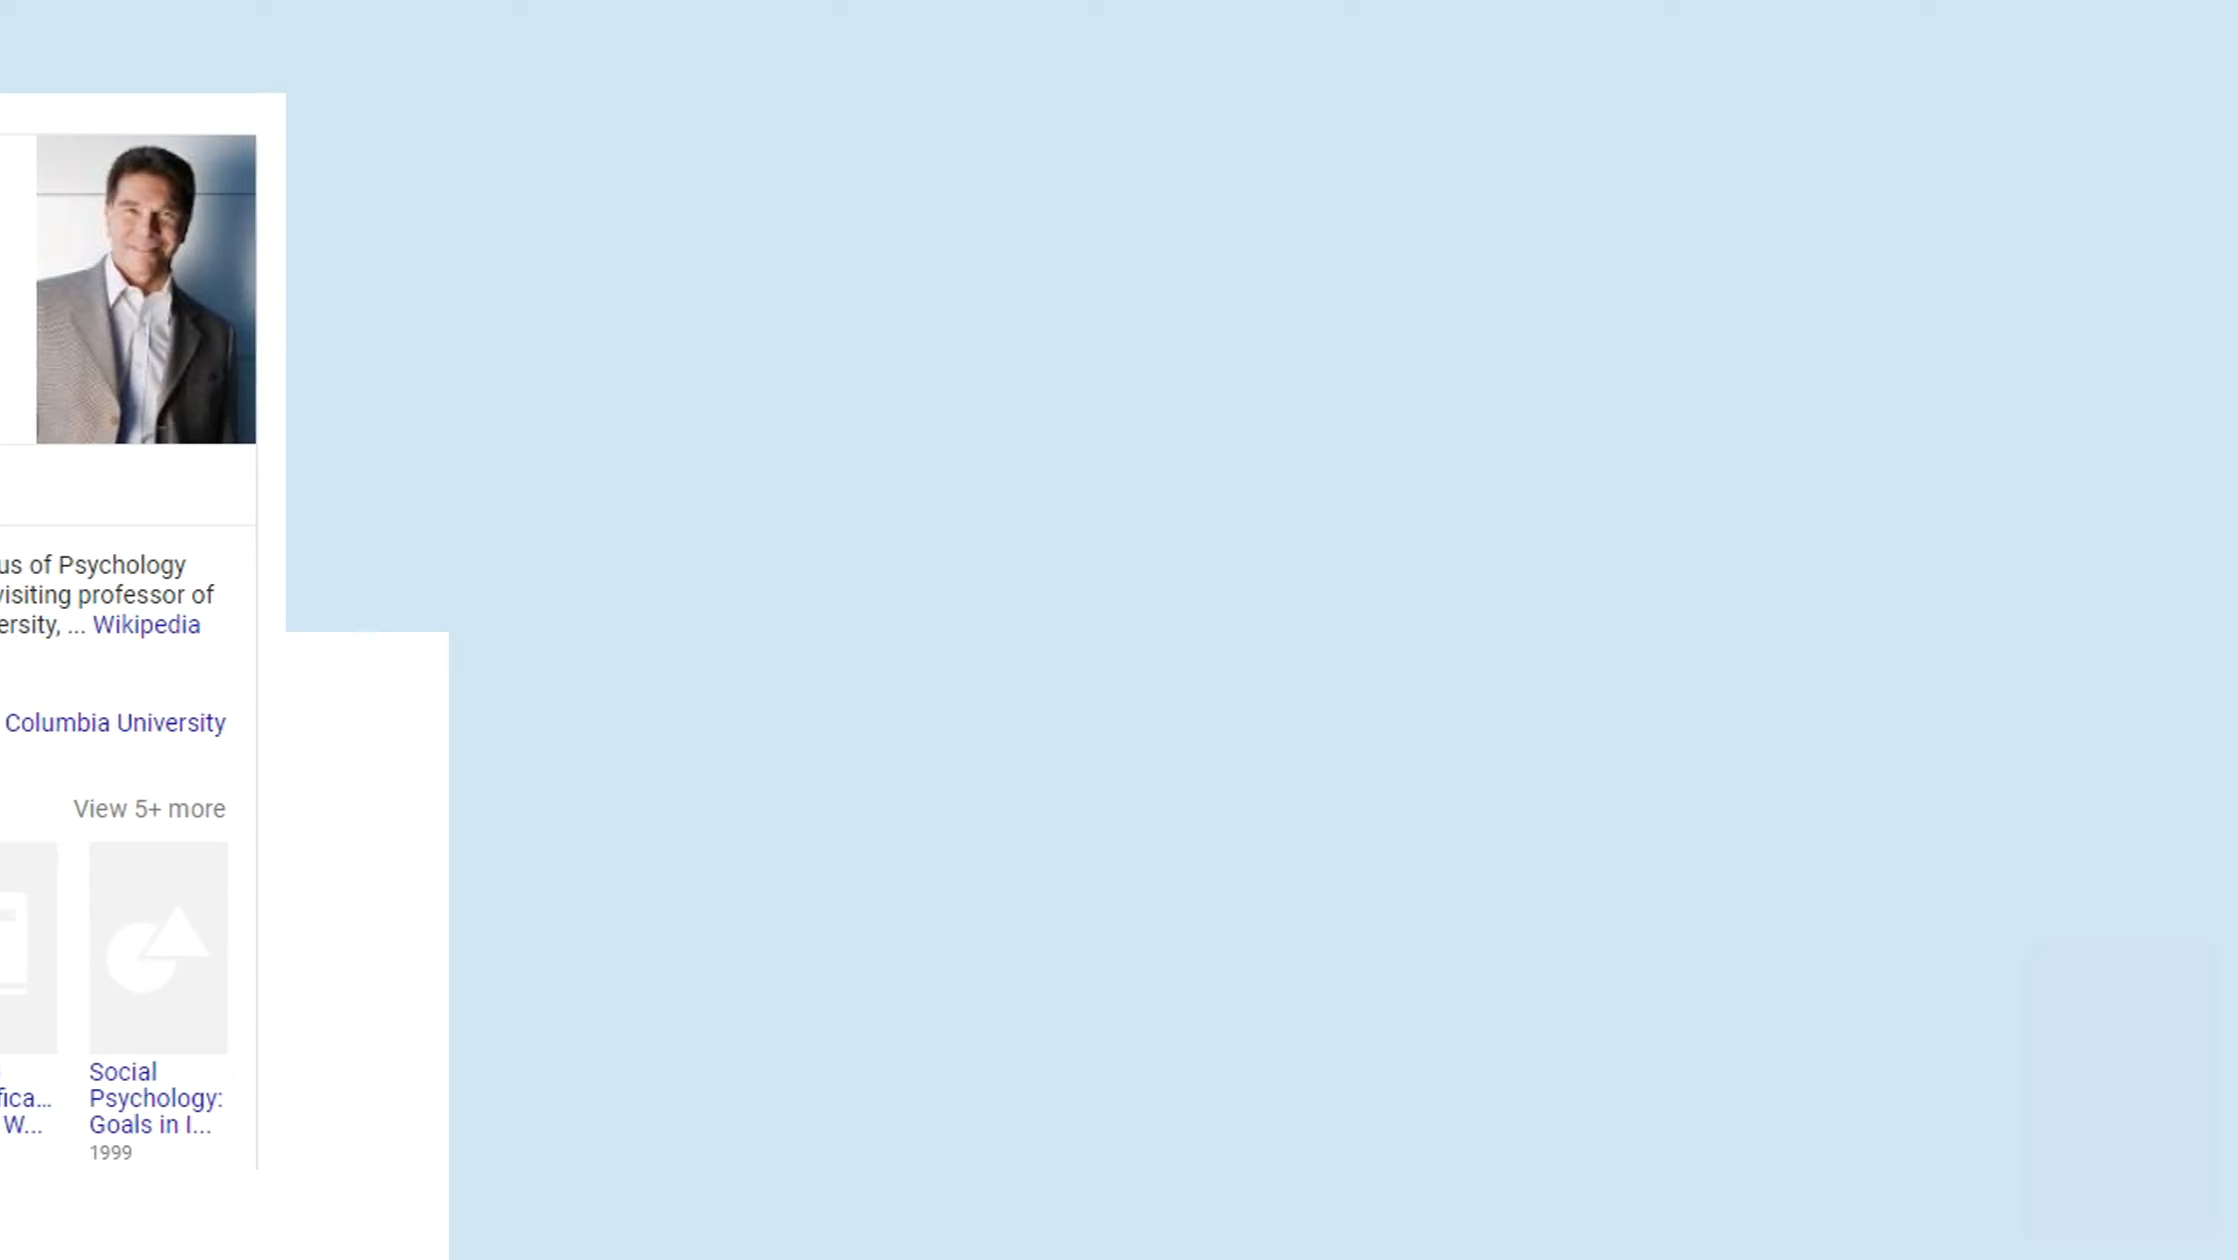 us of Psychology
visiting professor of
ersity, ... Wikipedia
Columbia University
View 5+ more
fica...
W...
Social
Psychology:
Goals in I...
1999